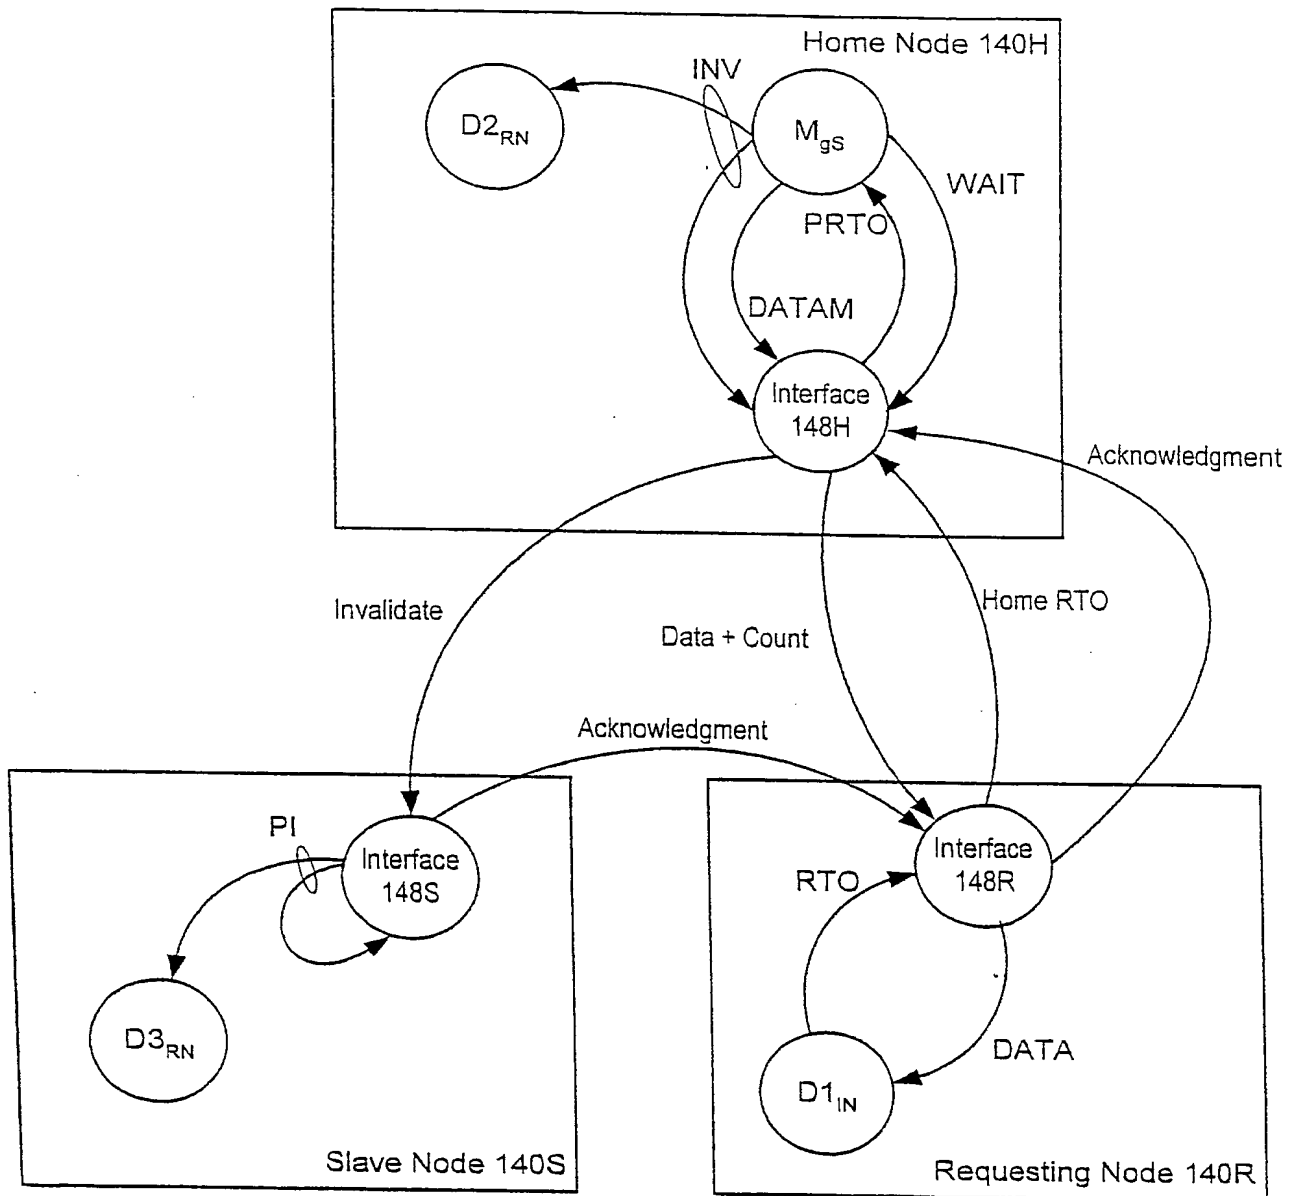 Home Node 140H
INV
D2RN
MgS
WAIT
PRTO
DATAM
Interface
148H
Acknowledgment
Invalidate
Home RTO
Data + Count
Acknowledgment
PI
Interface
148S
Interface
148R
RTO
D3RN
DATA
D1IN
Slave Node 140S
Requesting Node 140R